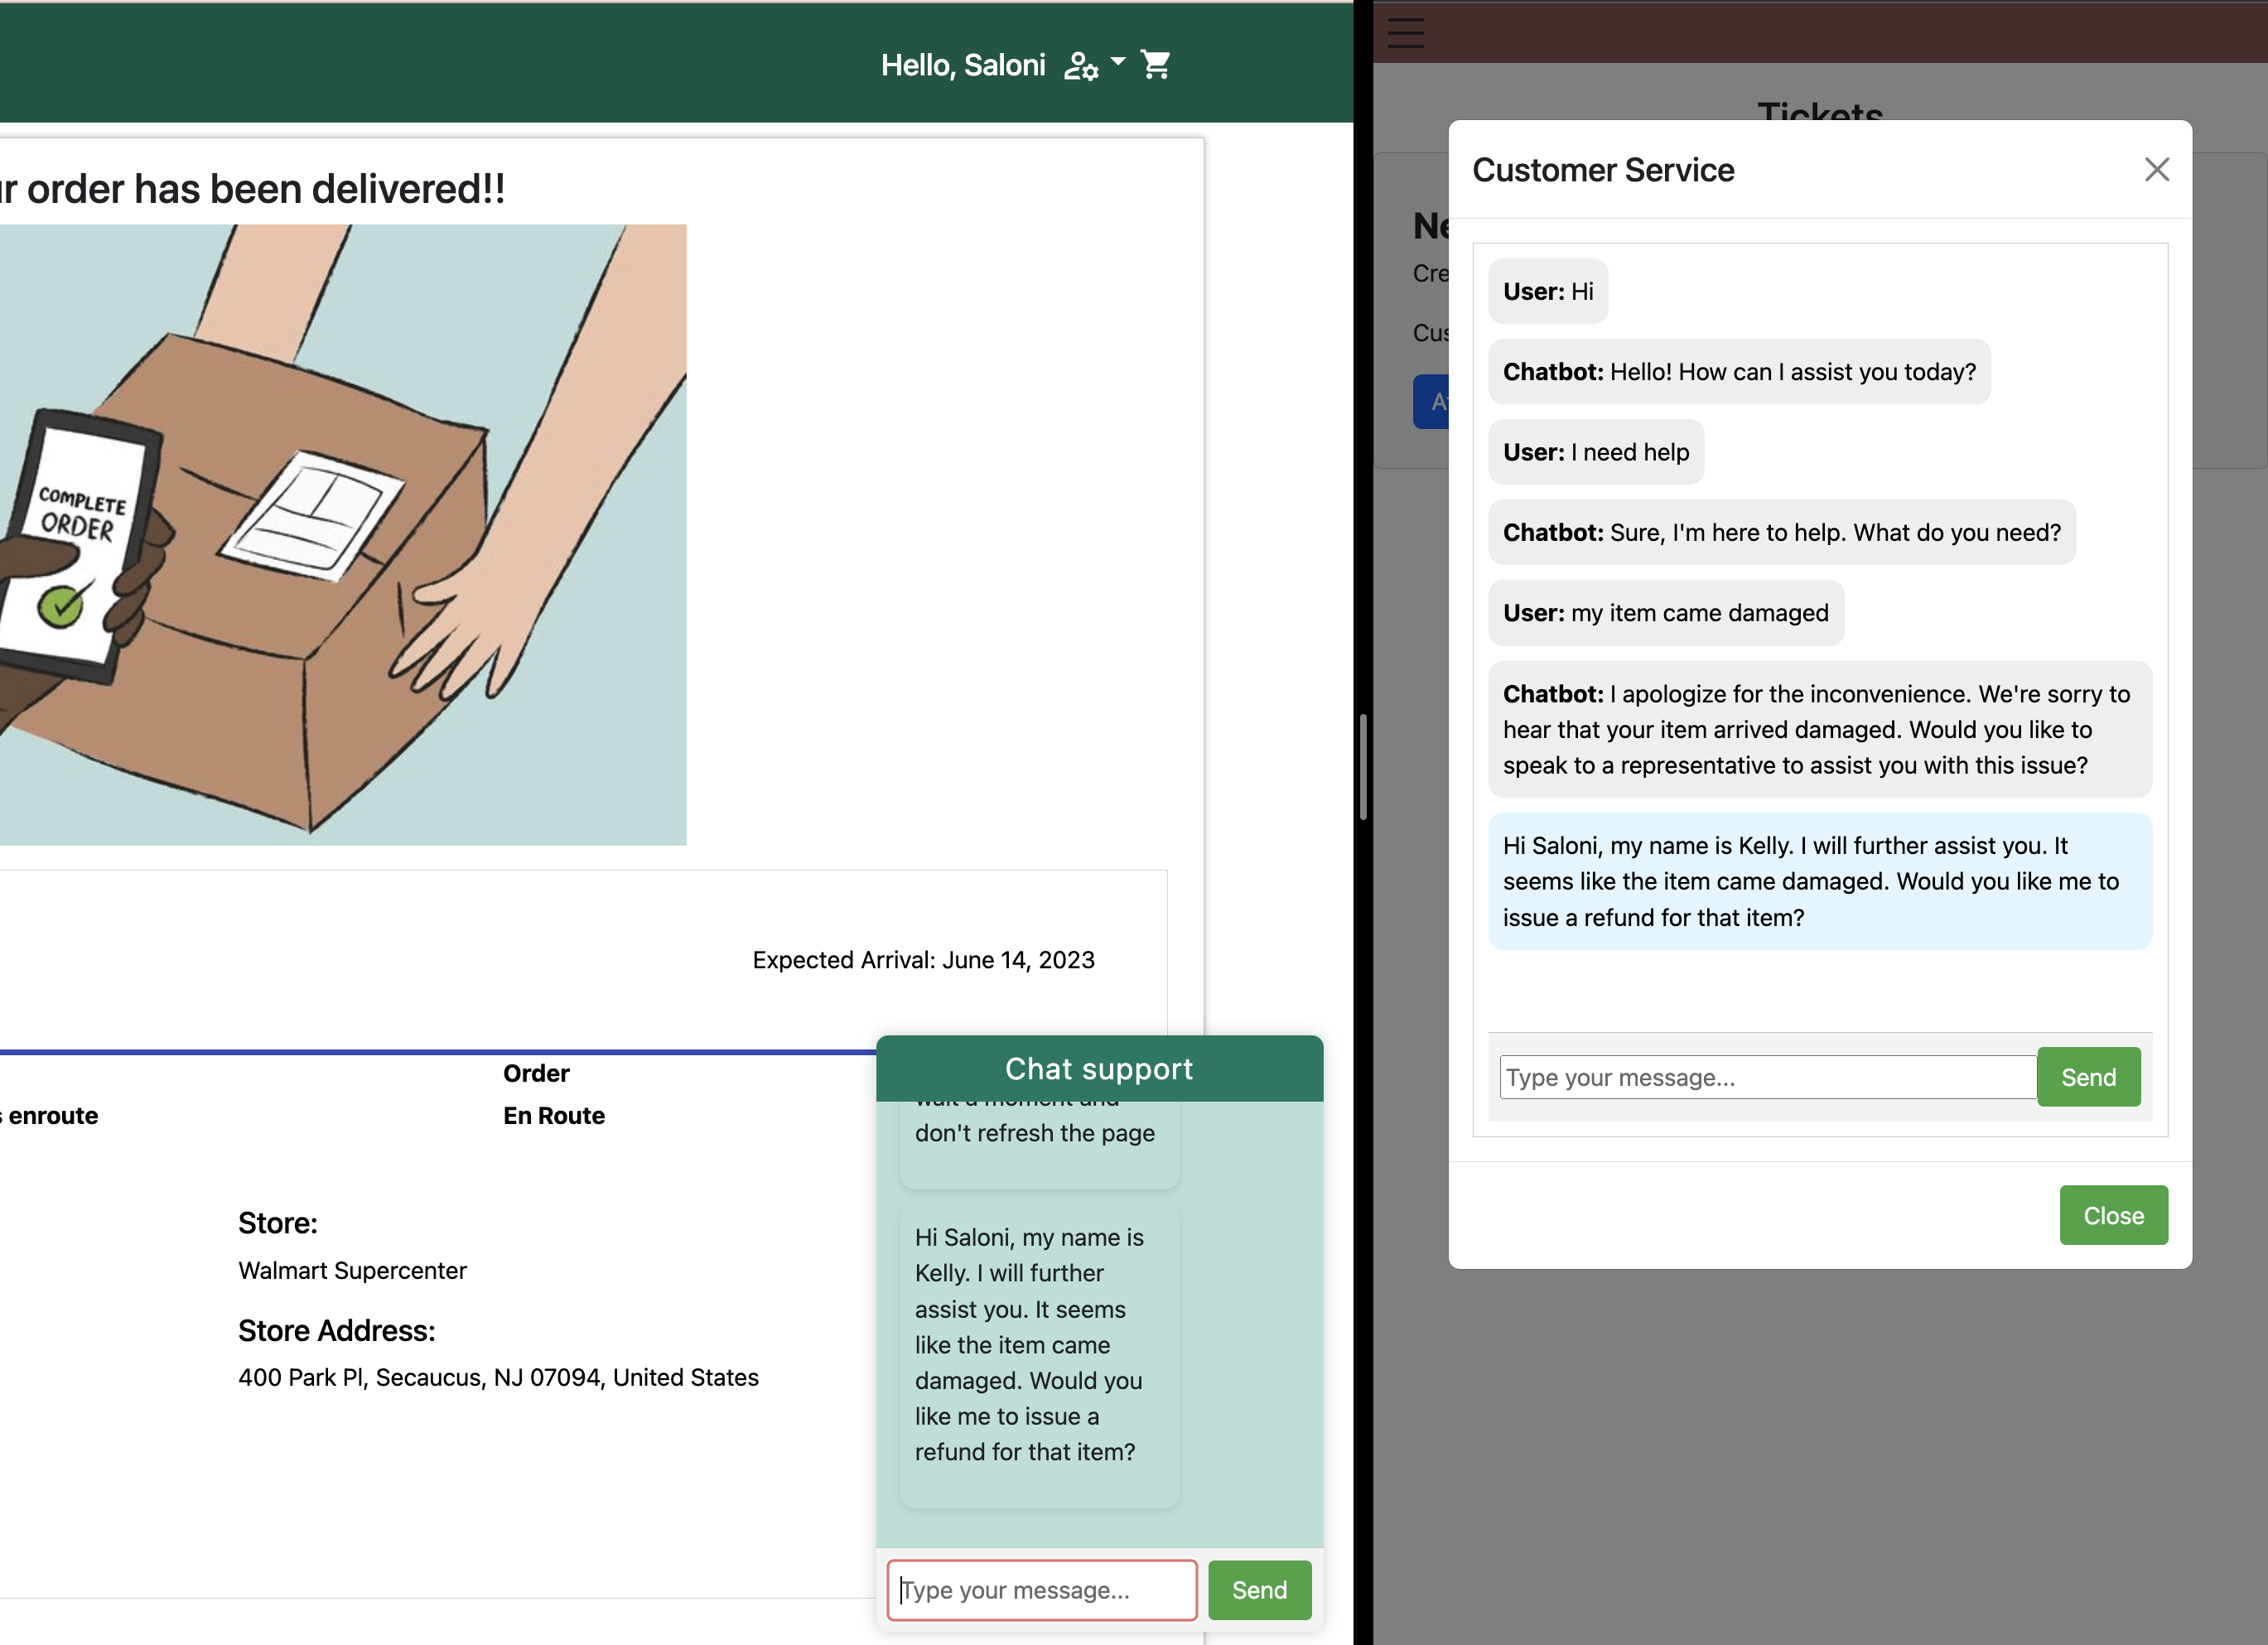 Hello, Saloni
r order has been delivered!!
COMPLETE
ORDER
Expected Arrival: June 14, 2023
Order
enroute
En Route
Store:
Walmart Supercenter
Store Address:
400 Park Pl, Secaucus, NJ 07094, United States
Chat support
wait a moment and
don't refresh the page
Hi Saloni, my name is
Kelly. I will further
assist you. It seems
like the item came
damaged. Would you
like me to issue a
refund for that item?
Type your message...
Send
Tickets
Ne
Cre
Cus
Customer Service
User: Hi
Chatbot: Hello! How can I assist you today?
User: I need help
Chatbot: Sure, I'm here to help. What do you need?
User: my item came damaged
Chatbot: I apologize for the inconvenience. We're sorry to
hear that your item arrived damaged. Would you like to
speak to a representative to assist you with this issue?
Hi Saloni, my name is Kelly. I will further assist you. It
seems like the item came damaged. Would you like me to
issue a refund for that item?
Type your message...
Send
Close